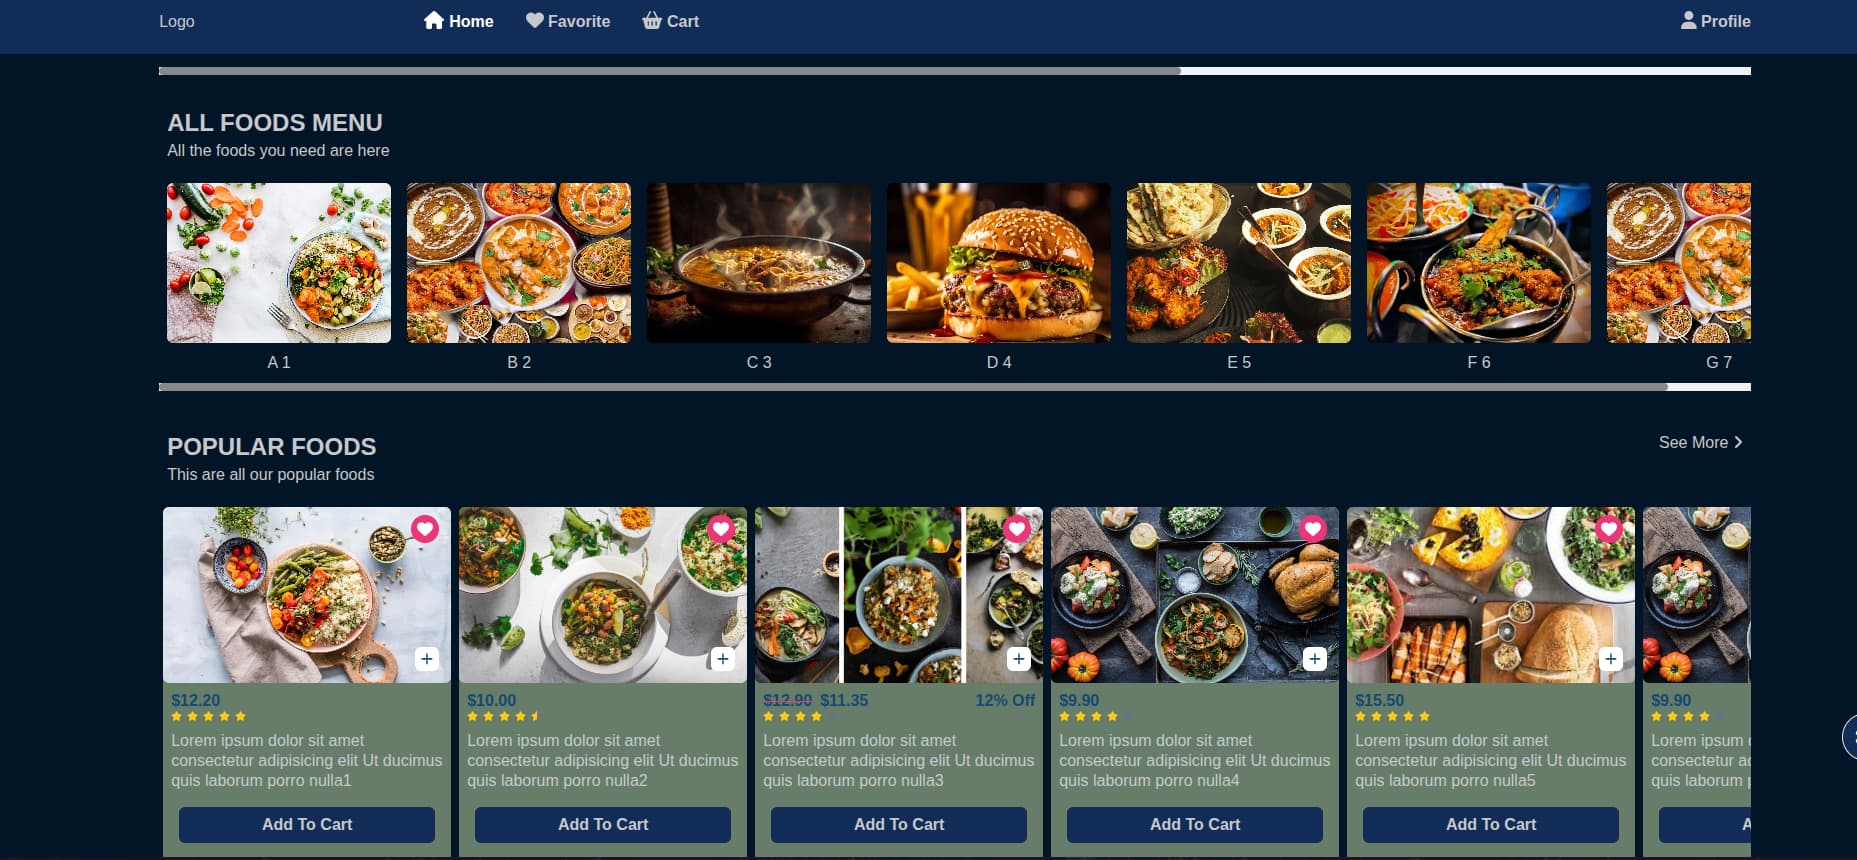 Logo
Home
Favorite
Cart
Profile
ALL FOODS MENU
All the foods you need are here
A 1
B 2
C 3
D 4
E 5
F 6
G 7
POPULAR FOODS
This are all our popular foods
See More
$12.20
Lorem ipsum dolor sit amet
consectetur adipisicing elit Ut ducimus
quis laborum porro nulla1
Add To Cart
$10.00
Lorem ipsum dolor sit amet
consectetur adipisicing elit Ut ducimus
quis laborum porro nulla2
Add To Cart
$12.90 $11.35 12% Off
Lorem ipsum dolor sit amet
consectetur adipisicing elit Ut ducimus
quis laborum porro nulla3
Add To Cart
$9.90
Lorem ipsum dolor sit amet
consectetur adipisicing elit Ut ducimus
quis laborum porro nulla4
Add To Cart
$15.50
Lorem ipsum dolor sit amet
consectetur adipisicing elit Ut ducimus
quis laborum porro nulla5
Add To Cart
$9.90
Lorem ipsum
consectetur
quis laborum